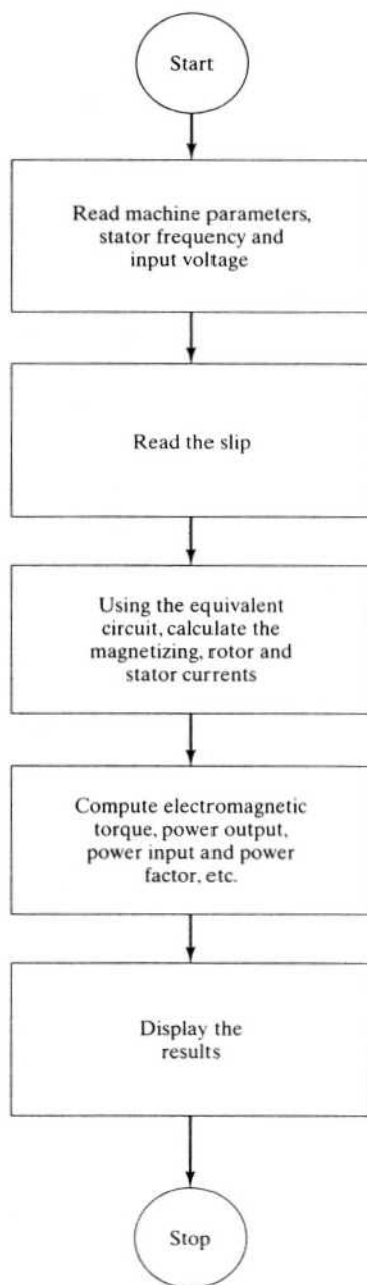 Start
Read machine parameters,
stator frequency and
input voltage
Read the slip
Using the equivalent
circuit, calculate the
magnetizing, rotor and
stator currents
Compute electromagnetic
torque, power output,
power input and power
factor, etc.
Display the
results
Stop